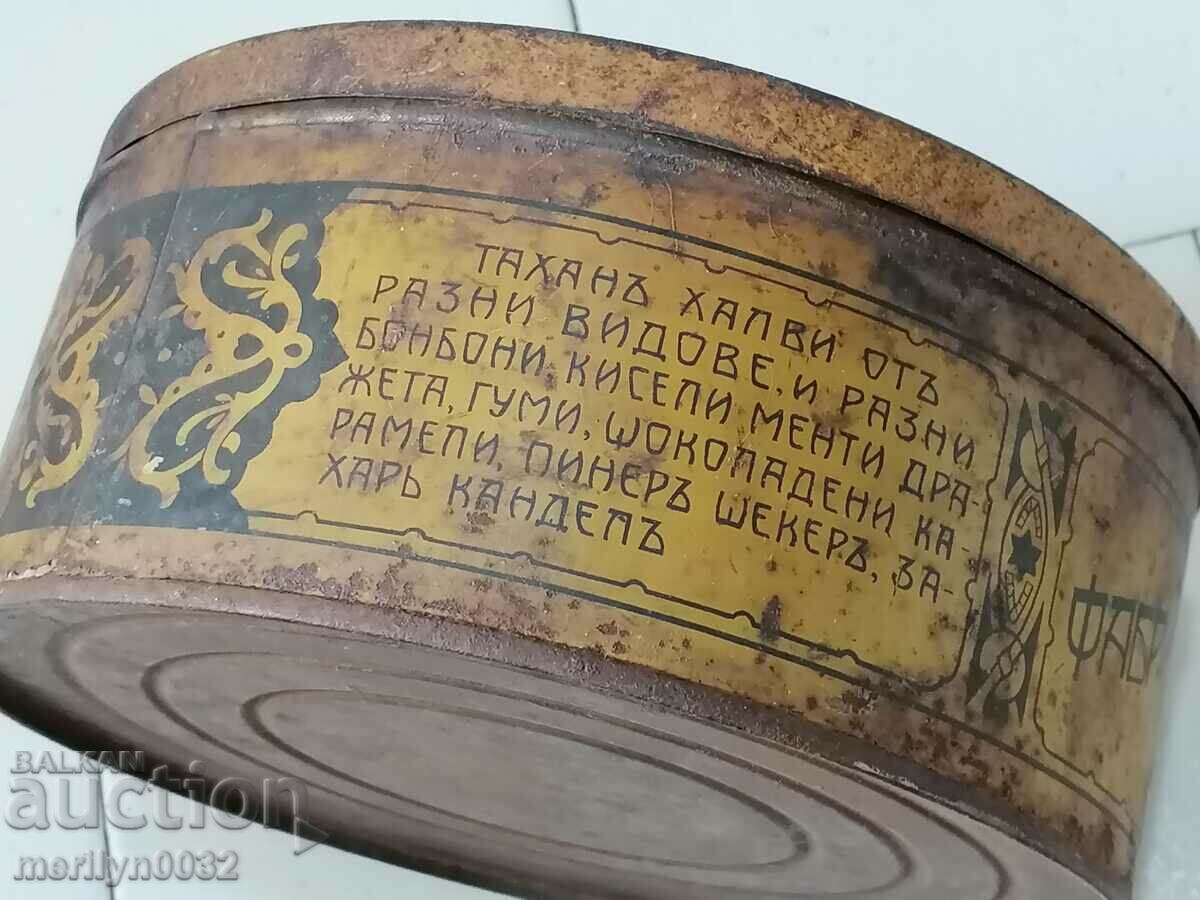 ТАХАНЪ ХАЛВИ ОТЪ
РАЗНИ ВИДОВЕ, И РАЗНИ
БОНБОНИ, КИСЕЛИ МЕНТИ ДРА-
ЖЕТА, ГУМИ, ШОКОЛАДЕНИ КА-
РАМЕЛИ, ПИНЕРЪ ШЕКЕРЪ, ЗА-
ХАРЬ КАНДЕЛЪ
ФАБР
BALKAN
auction
merilyn0032